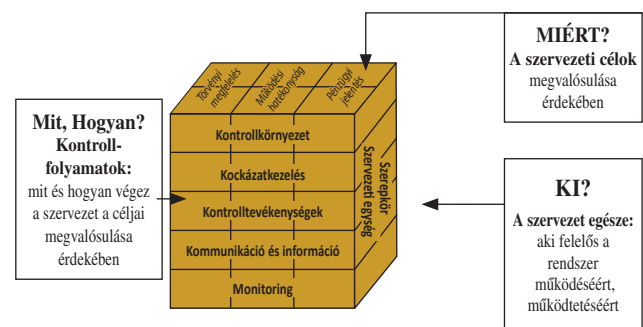 MIÉRT?
A szervezeti célok
megvalósulása
érdekében
Törvényi
megfelelés
Működési
hatékonyság
Pénzügyi
jelentés
Mit, Hogyan?
Kontroll-
folyamatok:
mit és hogyan végez
a szervezet a céljai
megvalósulása
érdekében
Kontrollkörnyezet
Kockázatkezelés
Kontrolltevékenységek
Kommunikáció és információ
Monitoring
Szerepkör
Szervezeti egység
KI?
A szervezet egésze:
aki felelős a
rendszer
működéséért,
működtetéséért